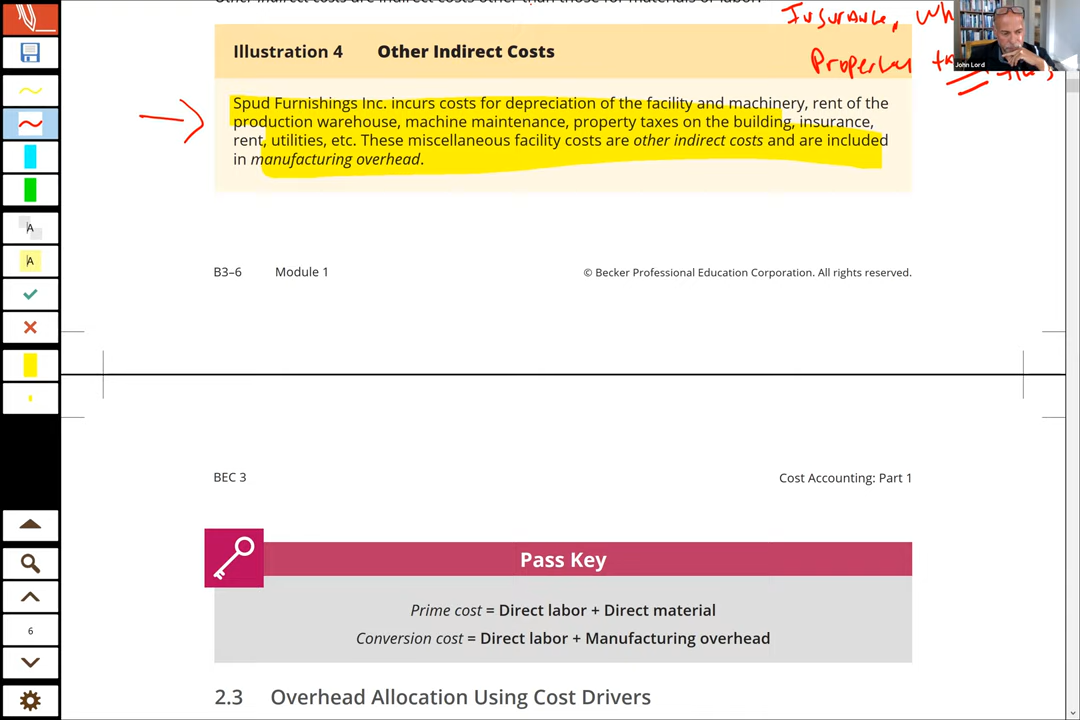 Other indirect costs are indirect costs other than those for materials or labor.
Insurance, Wh
Illustration 4 Other Indirect Costs
Property
John Lord
Spud Furnishings Inc. incurs costs for depreciation of the facility and machinery, rent of the
production warehouse, machine maintenance, property taxes on the building, insurance,
rent, utilities, etc. These miscellaneous facility costs are other indirect costs and are included
in manufacturing overhead.
B3–6 Module 1 © Becker Professional Education Corporation. All rights reserved.
BEC 3 Cost Accounting: Part 1
Pass Key
Prime cost = Direct labor + Direct material
Conversion cost = Direct labor + Manufacturing overhead
2.3 Overhead Allocation Using Cost Drivers
A
A
6